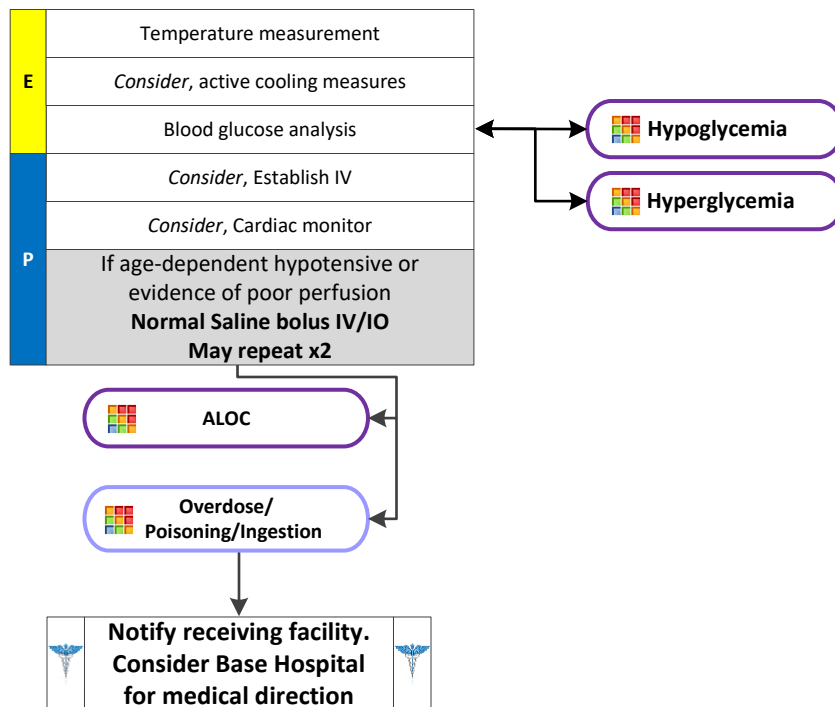 E
Temperature measurement
Consider, active cooling measures
Blood glucose analysis
Hypoglycemia
Hyperglycemia
P
Consider, Establish IV
Consider, Cardiac monitor
If age-dependent hypotensive or
evidence of poor perfusion
Normal Saline bolus IV/IO
May repeat x2
ALOC
Overdose/
Poisoning/Ingestion
Notify receiving facility.
Consider Base Hospital
for medical direction